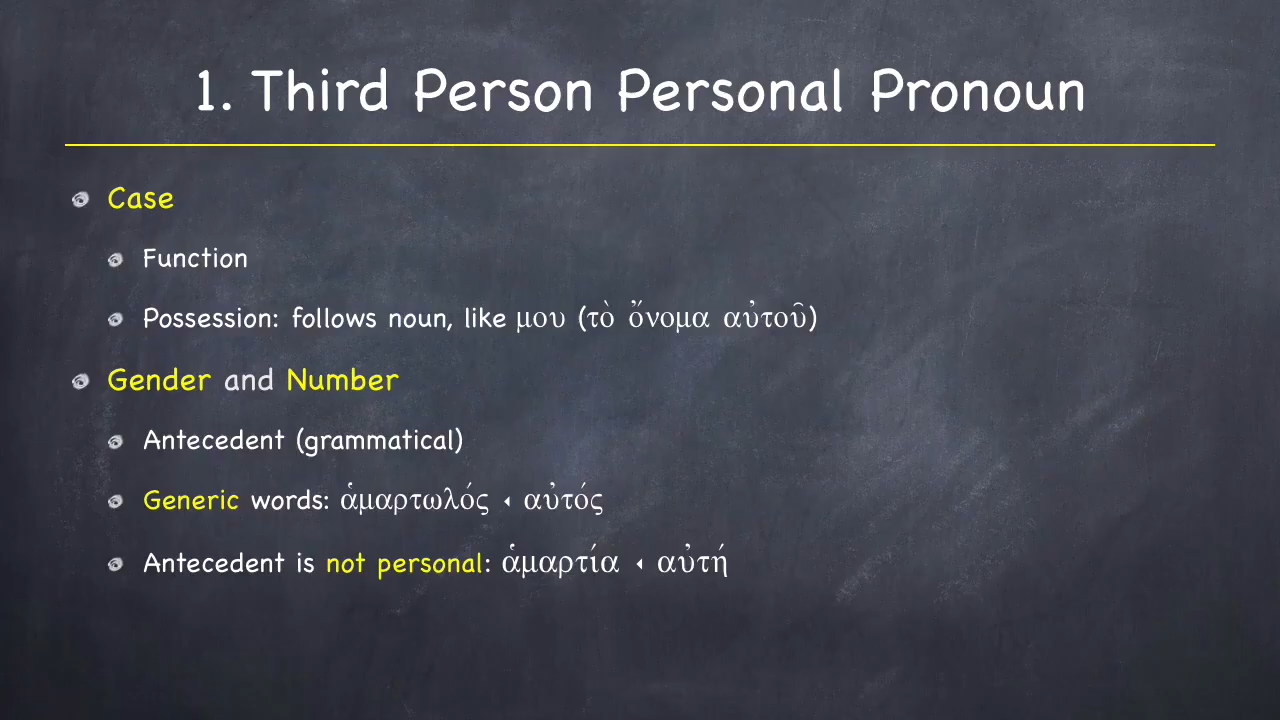 1. Third Person Personal Pronoun
Case
Function
Possession: follows noun, like μου (τὸ ὄνομα αὐτοῦ)
Gender and Number
Antecedent (grammatical)
Generic words: ἁμαρτωλός ‣ αὐτός
Antecedent is not personal: ἁμαρτία ‣ αὐτή